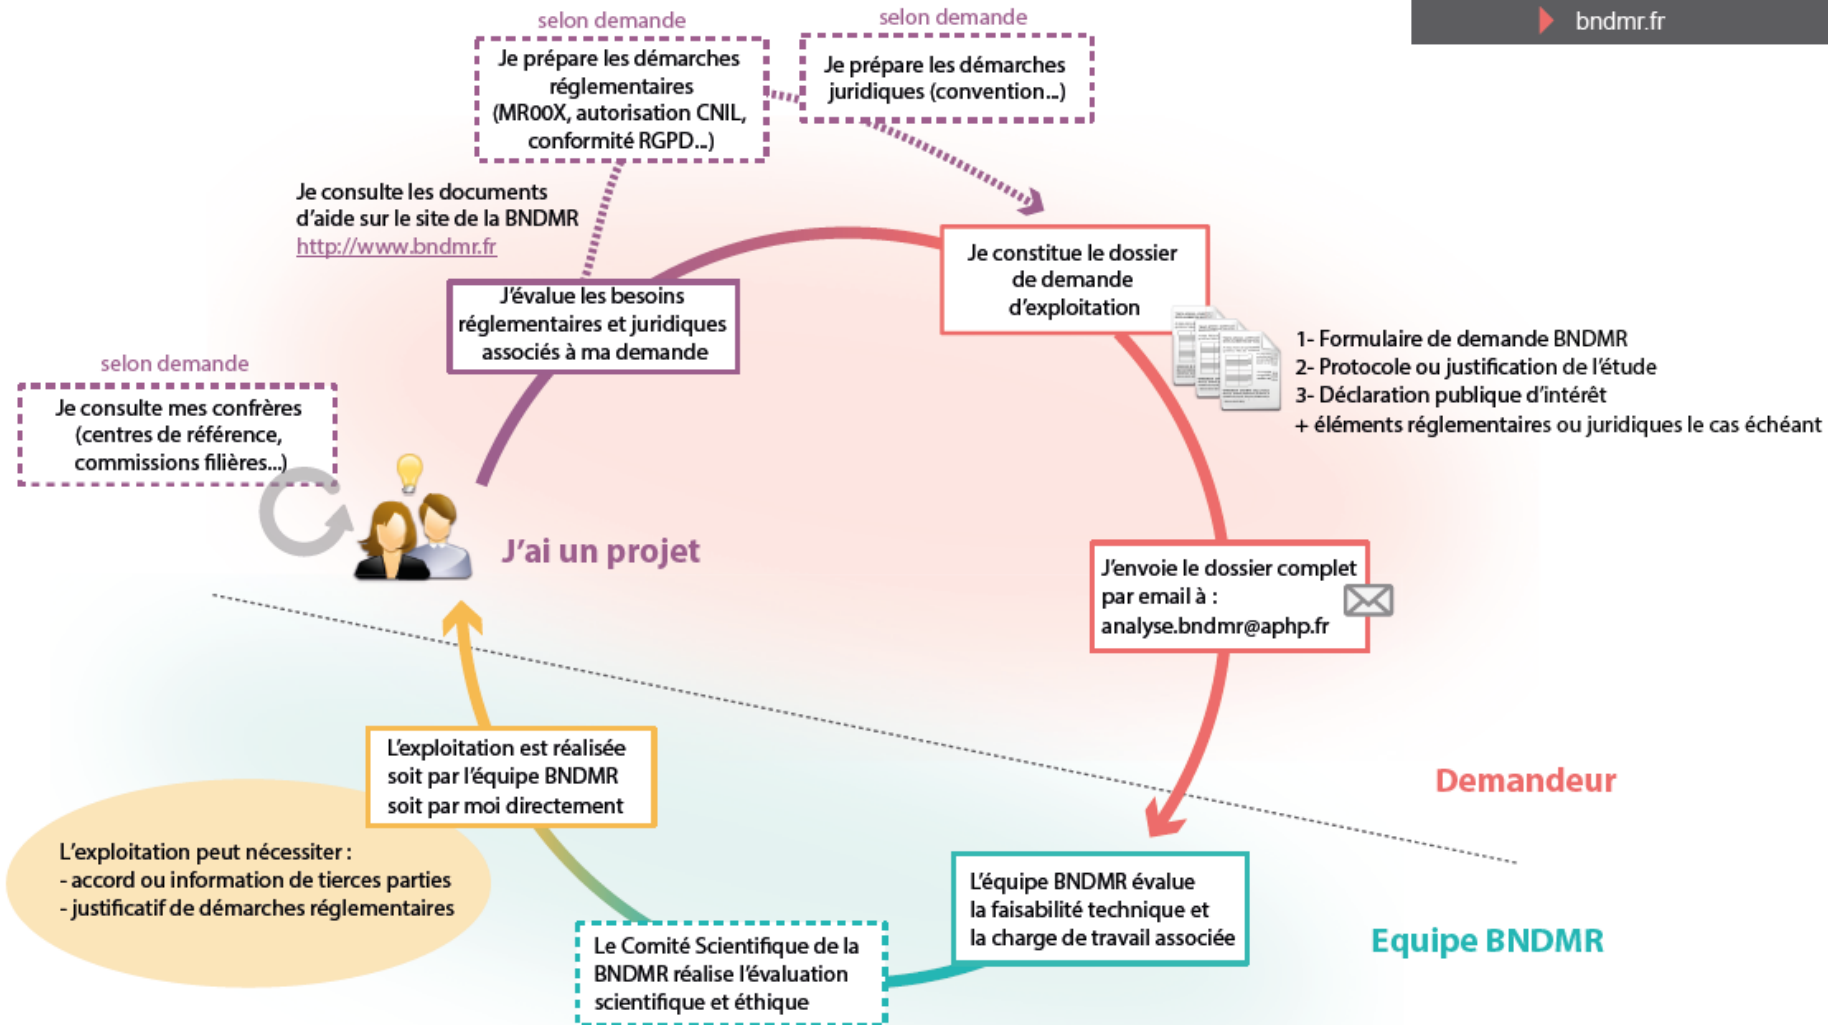 bndmr.fr
selon demande
Je prépare les démarches
réglementaires
(MR00X, autorisation CNIL,
conformité RGPD...)
selon demande
Je prépare les démarches
juridiques (convention...)
Je consulte les documents
d'aide sur le site de la BNDMR
http://www.bndmr.fr
J'évalue les besoins
réglementaires et juridiques
associés à ma demande
Je constitue le dossier
de demande
d'exploitation
1- Formulaire de demande BNDMR
2- Protocole ou justification de l'étude
3- Déclaration publique d'intérêt
+ éléments réglementaires ou juridiques le cas échéant
selon demande
Je consulte mes confrères
(centres de référence,
commissions filières...)
J'ai un projet
J'envoie le dossier complet
par email à :
analyse.bndmr@aphp.fr
Demandeur
L'exploitation est réalisée
soit par l'équipe BNDMR
soit par moi directement
L'exploitation peut nécessiter :
- accord ou information de tierces parties
- justificatif de démarches réglementaires
L'équipe BNDMR évalue
la faisabilité technique et
la charge de travail associée
Equipe BNDMR
Le Comité Scientifique de la
BNDMR réalise l'évaluation
scientifique et éthique